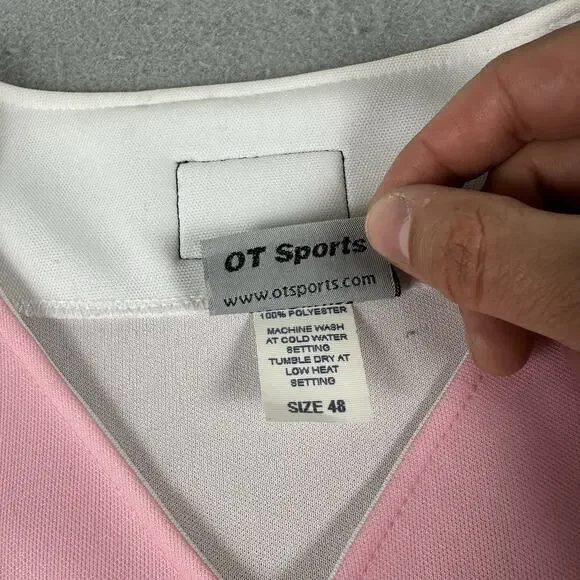 OT Sports
www.otsports.com
100% POLYESTER
MACHINE WASH
AT COLD WATER
SETTING
TUMBLE DRY AT
LOW HEAT
SETTING
SIZE 48